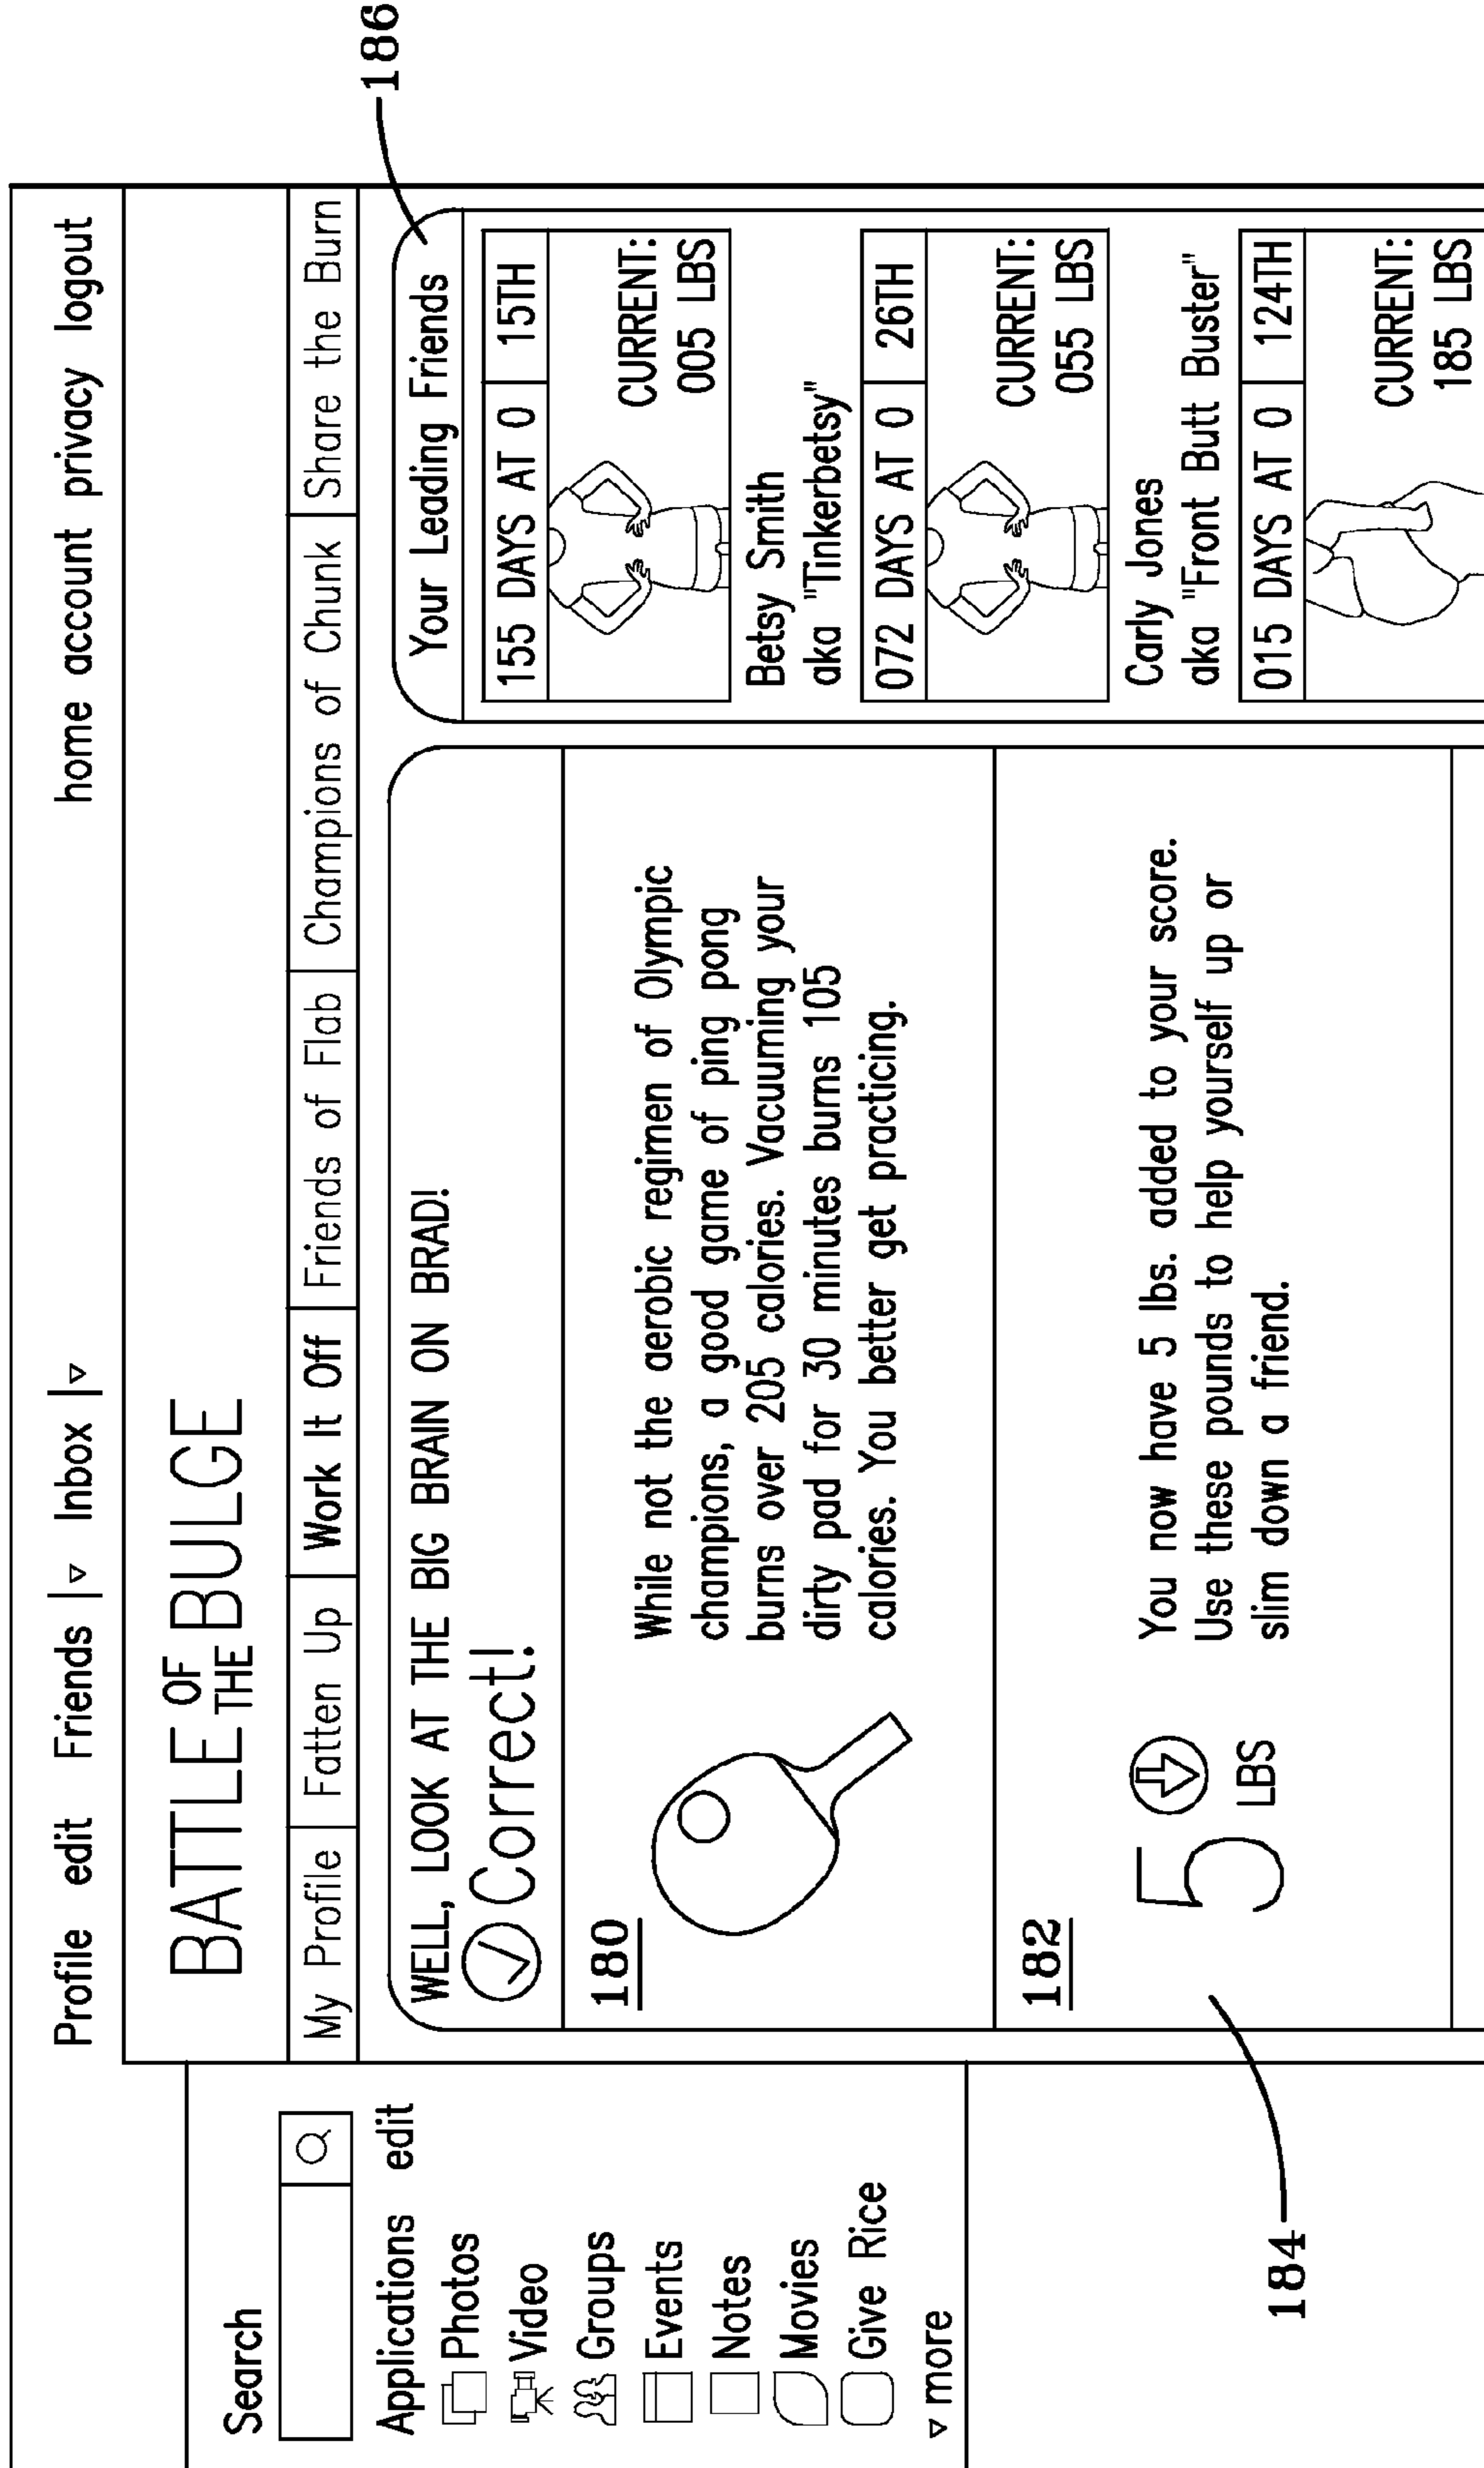 Profile edit Friends Inbox home account privacy logout
BATTLE OF THE BULGE
My Profile Fatten Up Work It Off Friends of Flab Champions of Chunk Share the Burn
Search
Applications edit
Photos
Video
Groups
Events
Notes
Movies
Give Rice
more
WELL, LOOK AT THE BIG BRAIN ON BRAD!
Correct!
180
While not the aerobic regimen of Olympic
champions, a good game of ping pong
burns over 205 calories. Vacuuming your
dirty pad for 30 minutes burns 105
calories. You better get practicing.
182
5 LBS
You now have 5 lbs. added to your score.
Use these pounds to help yourself up or
slim down a friend.
184
Your Leading Friends
186
155 DAYS AT 0 15TH
CURRENT:
005 LBS
Betsy Smith
aka "Tinkerbetsy"
072 DAYS AT 0 26TH
CURRENT:
055 LBS
Carly Jones
aka "Front Butt Buster"
015 DAYS AT 0 124TH
CURRENT:
185 LBS